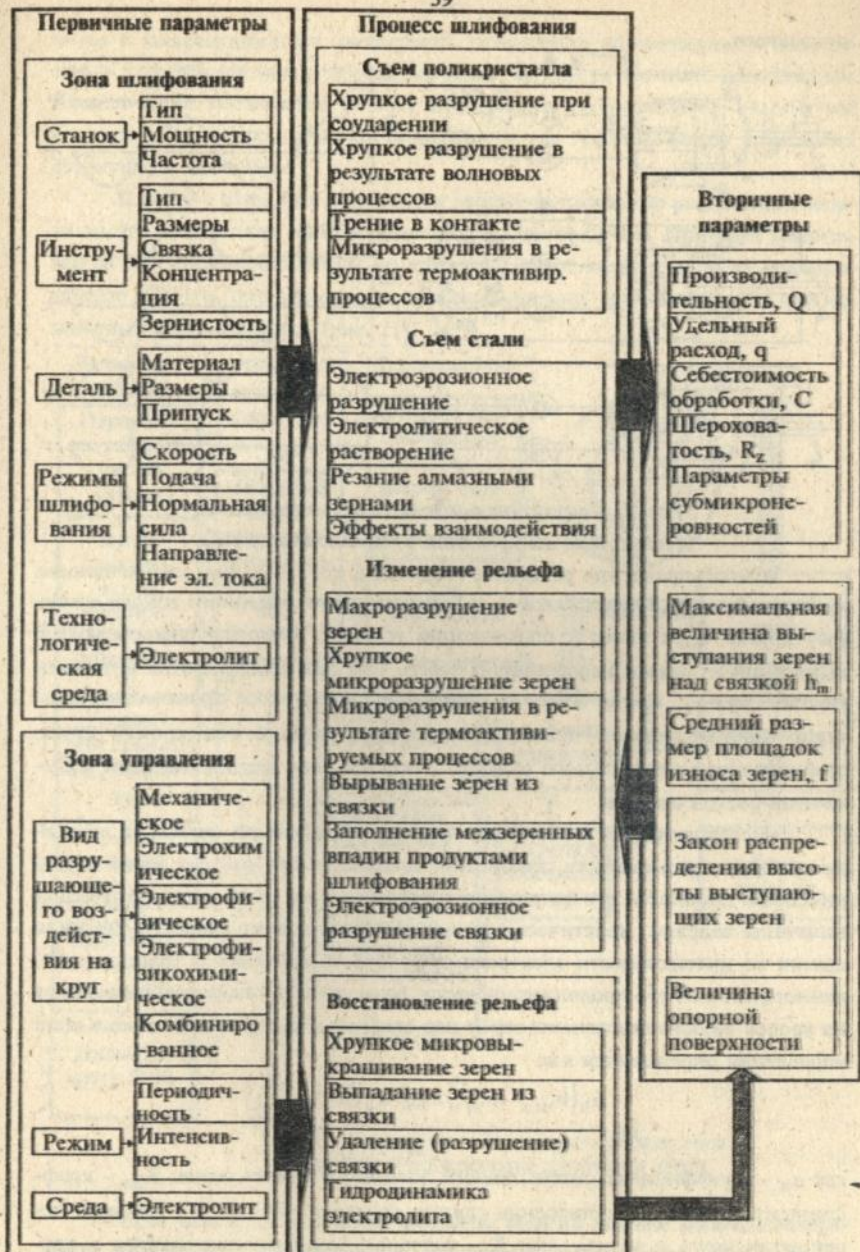 39
Первичные параметры
Зона шлифования
Станок
Тип
Мощность
Частота
Инстру-
мент
Тип
Размеры
Связка
Концентра-
ция
Зернистость
Деталь
Материал
Размеры
Припуск
Режимы
шлифо-
вания
Скорость
Подача
Нормальная
сила
Направле-
ние эл. тока
Техно-
логиче-
ская
среда
Электролит
Зона управления
Вид
разру-
шающе-
го воз-
дейст-
вия на
круг
Механиче-
ское
Электрохим
ическое
Электрофи-
зическое
Электрофи-
зикохими-
ческое
Комбиниро
-ванное
Режим
Периодич-
ность
Интенсив-
ность
Среда
Электролит
Процесс шлифования
Съем поликристалла
Хрупкое разрушение при
соударении
Хрупкое разрушение в
результате волновых
процессов
Трение в контакте
Микроразрушения в ре-
зультате термоактивир.
процессов
Съем стали
Электроэрозионное
разрушение
Электролитическое
растворение
Резание алмазными
зернами
Эффекты взаимодействия
Изменение рельефа
Макроразрушение
зерен
Хрупкое
микроразрушение зерен
Микроразрушения в ре-
зультате термоактиви-
руемых процессов
Вырывание зерен из
связки
Заполнение межзеренных
впадин продуктами
шлифования
Электроэрозионное
разрушение связки
Восстановление рельефа
Хрупкое микровы-
крашивание зерен
Выпадание зерен из
связки
Удаление (разрушение)
связки
Гидродинамика
электролита
Вторичные
параметры
Производи-
тельность, Q
Удельный
расход, q
Себестоимость
обработки, C
Шерохова-
тость, R_z
Параметры
субмикроне-
ровностей
Максимальная
величина вы-
ступания зерен
над связкой h_m
Средний раз-
мер площадок
износа зерен, f
Закон распре-
деления высо-
ты выступаю-
щих зерен
Величина
опорной
поверхности